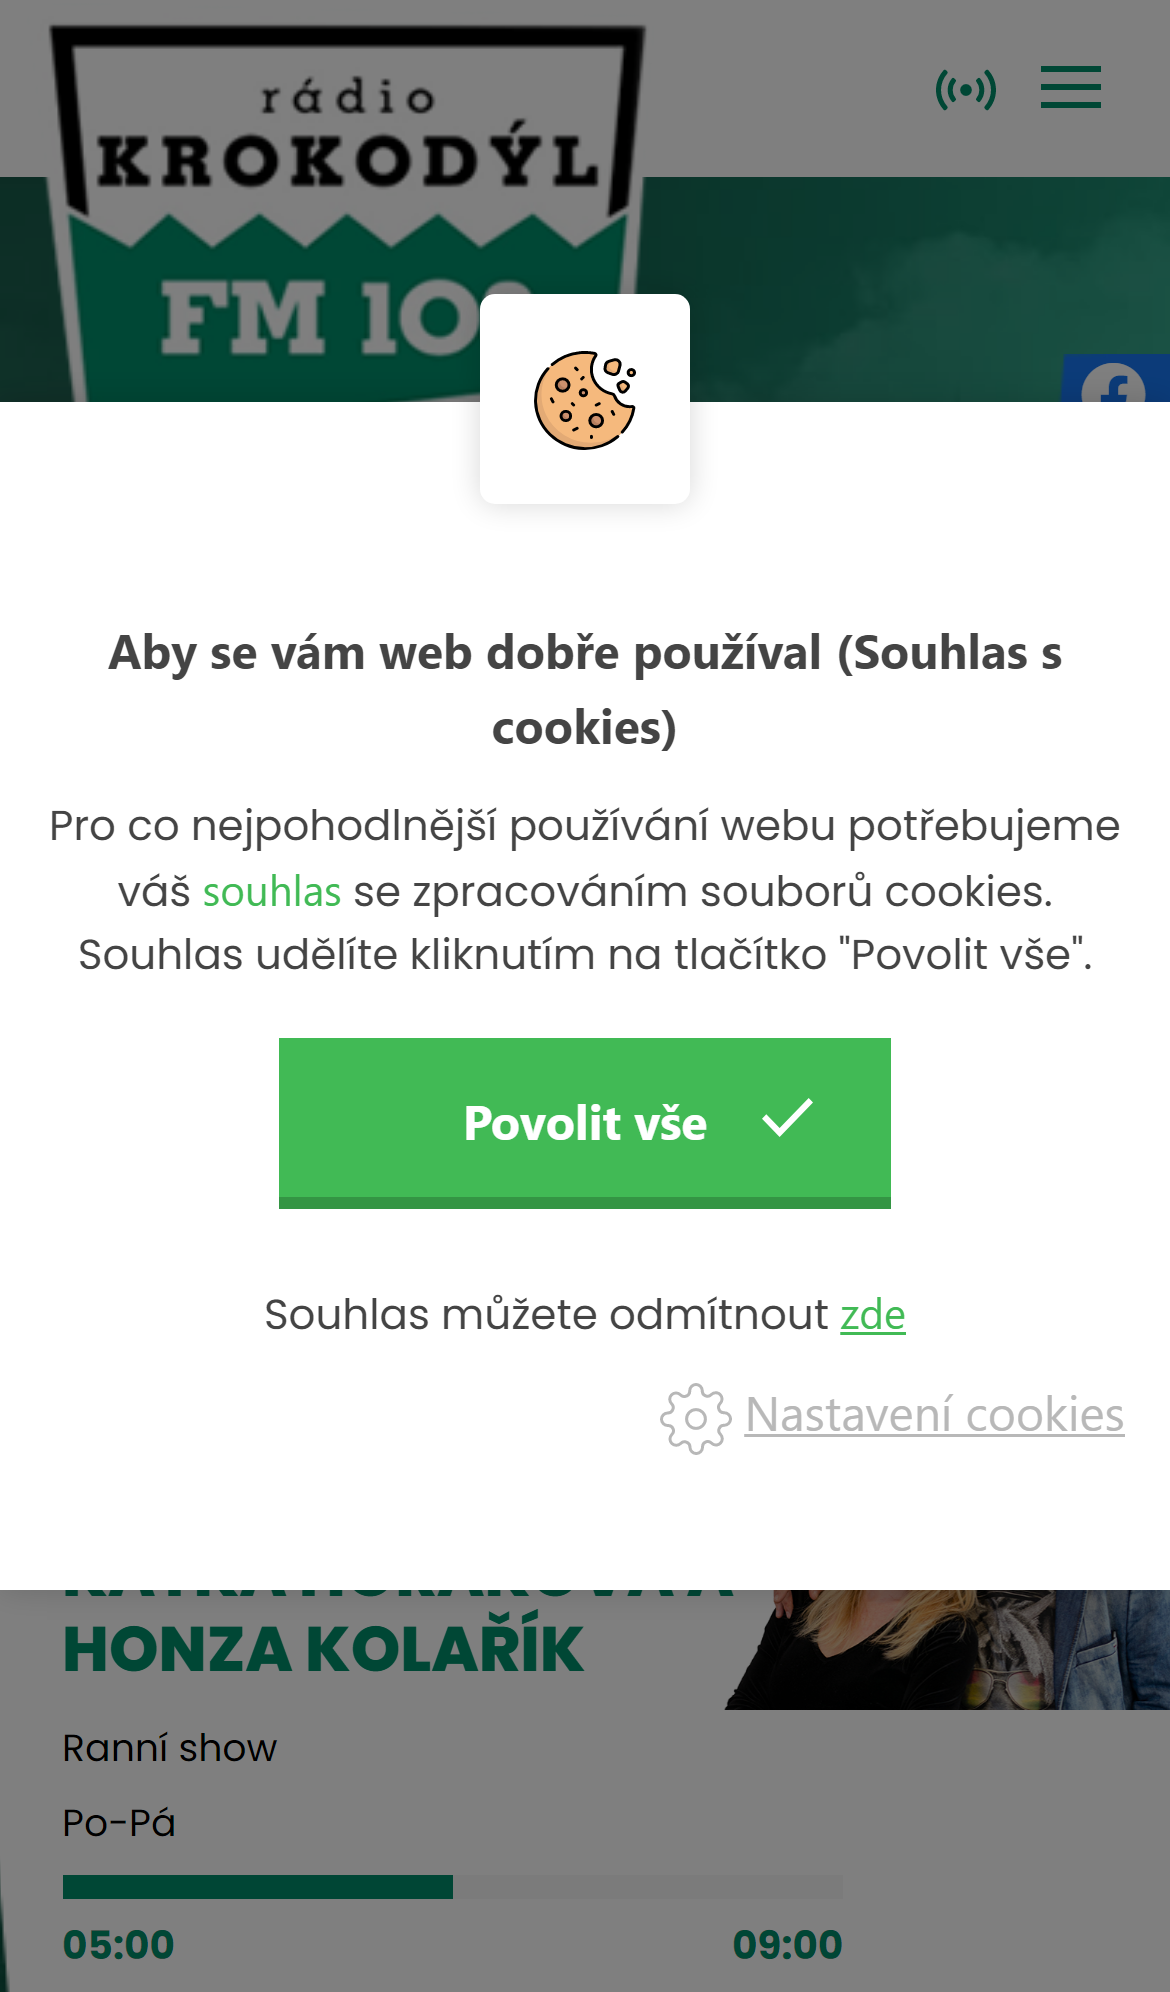 rádio
KROKODÝL
FM 10
Aby se vám web dobře používal (Souhlas s
cookies)
Pro co nejpohodlnější používání webu potřebujeme
váš souhlas se zpracováním souborů cookies.
Souhlas udělíte kliknutím na tlačítko "Povolit vše".
Povolit vše
Souhlas můžete odmítnout zde
Nastavení cookies
HONZA KOLAŘÍK
Ranní show
Po-Pá
05:00
09:00